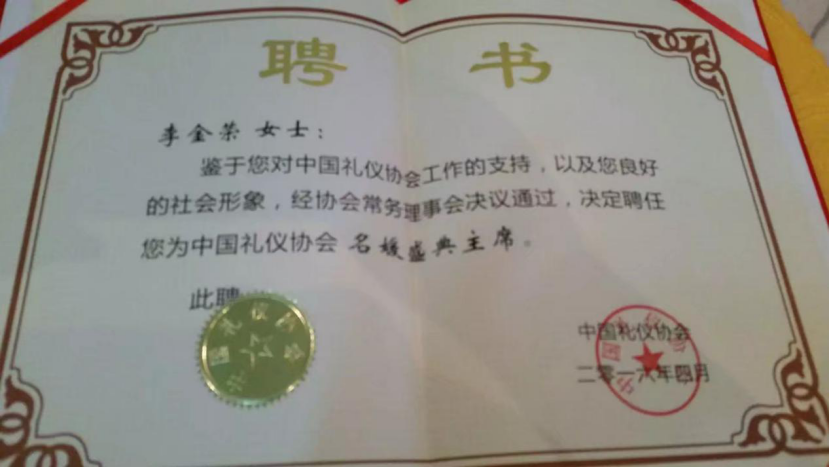 聘书
李金荣 女士：
鉴于您对中国礼仪协会工作的支持，以及您良好
的社会形象，经协会常务理事会决议通过，决定聘任
您为中国礼仪协会 名媛盛典主席。
此聘
中国礼仪协会
二零一六年四月